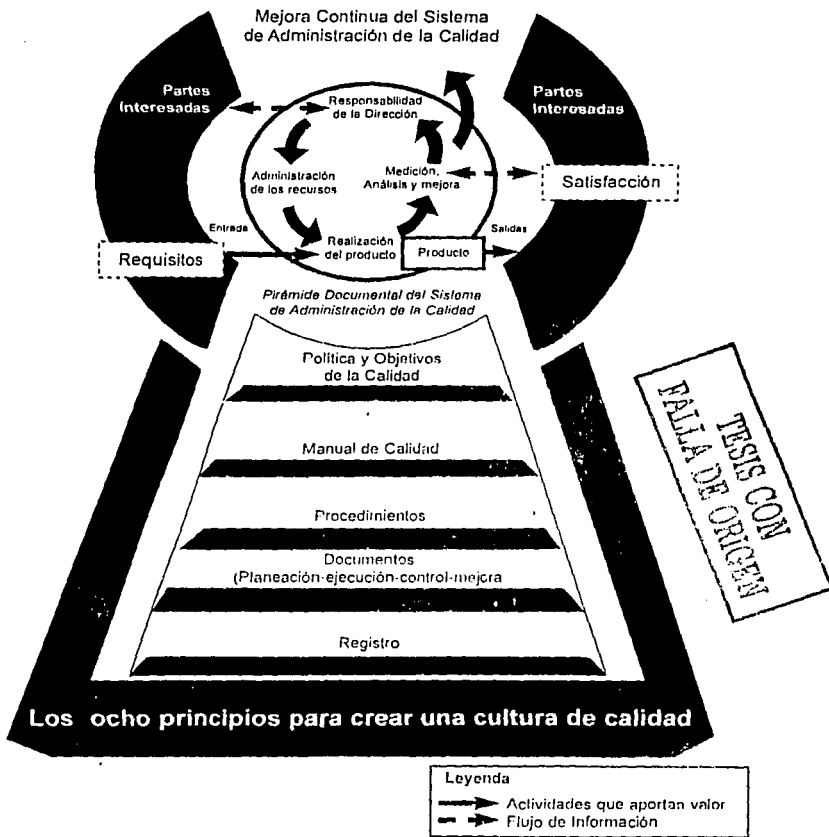 Mejora Continua del Sistema
de Administración de la Calidad
Partes
Interesadas
Partes
Interesadas
Responsabilidad
de la Dirección
Administración
de los recursos
Medición,
Análisis y mejora
Satisfacción
Entrada
Salidas
Requisitos
Realización
del producto
Producto
Pirámide Documental del Sistema
de Administración de la Calidad
Política y Objetivos
de la Calidad
Manual de Calidad
Procedimientos
Documentos
(Planeación-ejecución-control-mejora
Registro
TESIS CON
FALLA DE ORIGEN
Los ocho principios para crear una cultura de calidad
Leyenda
Actividades que aportan valor
Flujo de Información